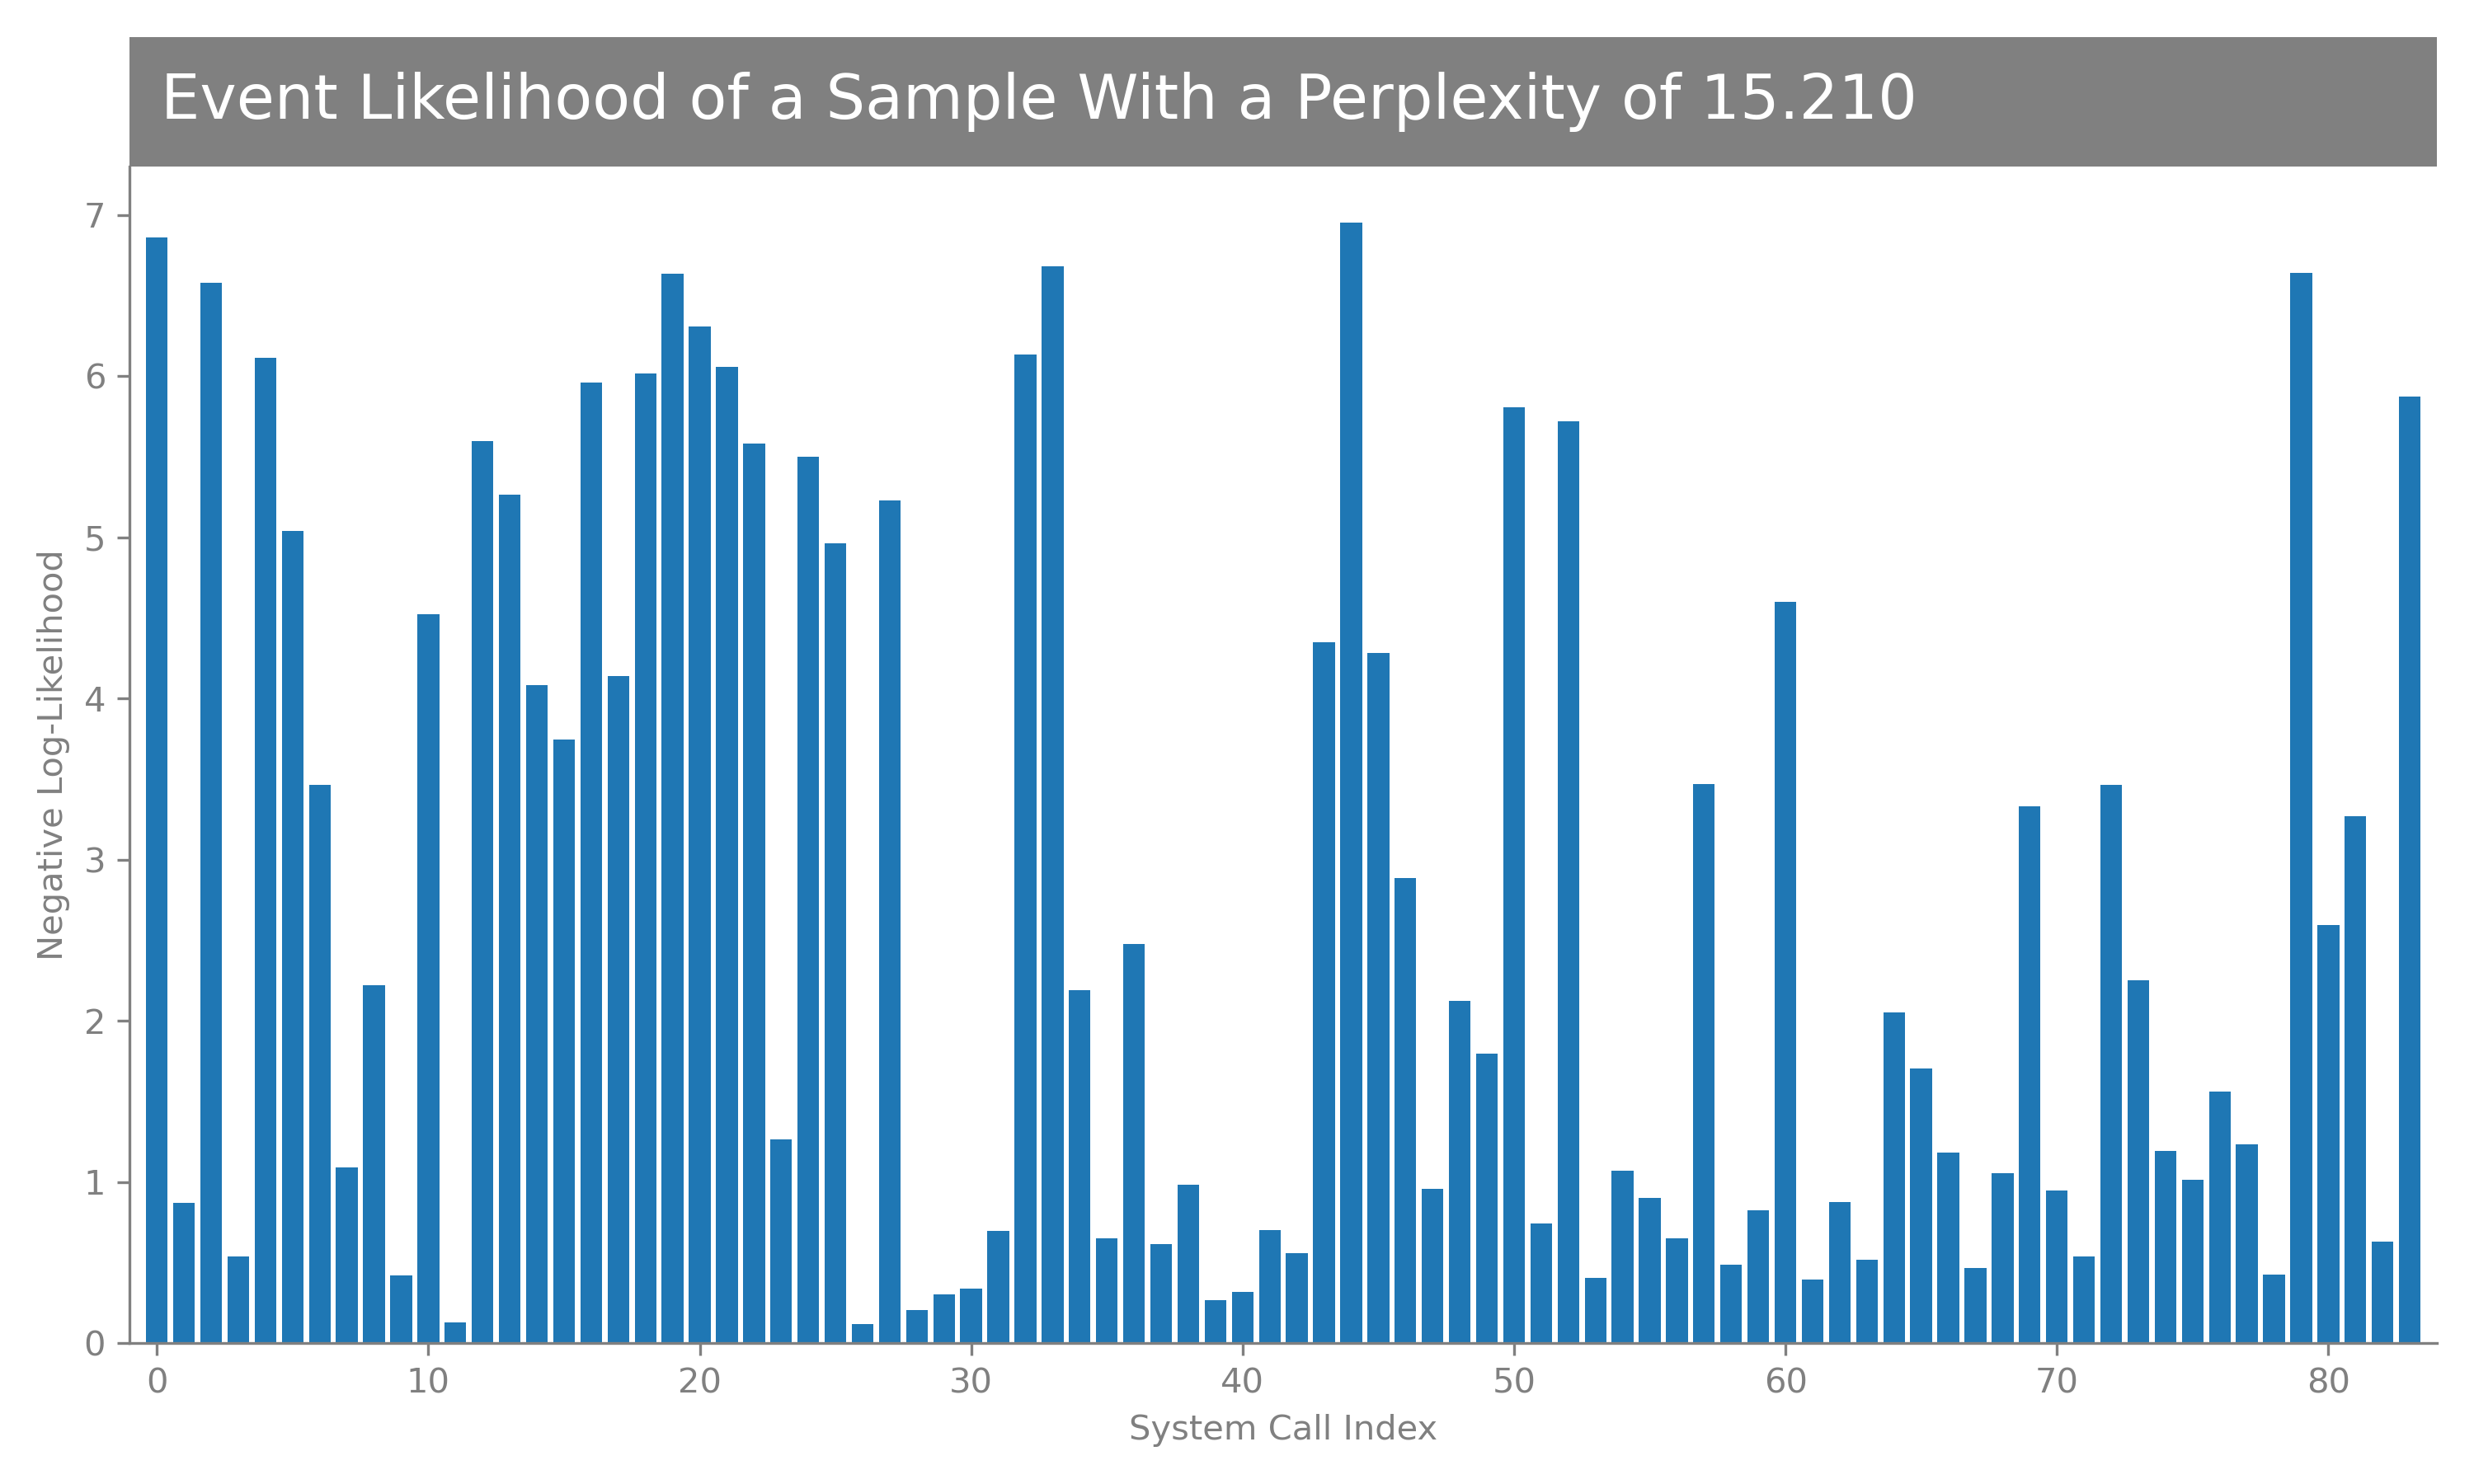 Event Likelihood of a Sample With a Perplexity of 15.210
Negative Log-Likelihood
7
6
5
4
3
2
1
0
0 10 20 30 40 50 60 70 80
System Call Index